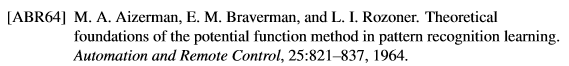 [ABR64] M. A. Aizerman, E. M. Braverman, and L. I. Rozoner. Theoretical
foundations of the potential function method in pattern recognition learning.
Automation and Remote Control, 25:821–837, 1964.